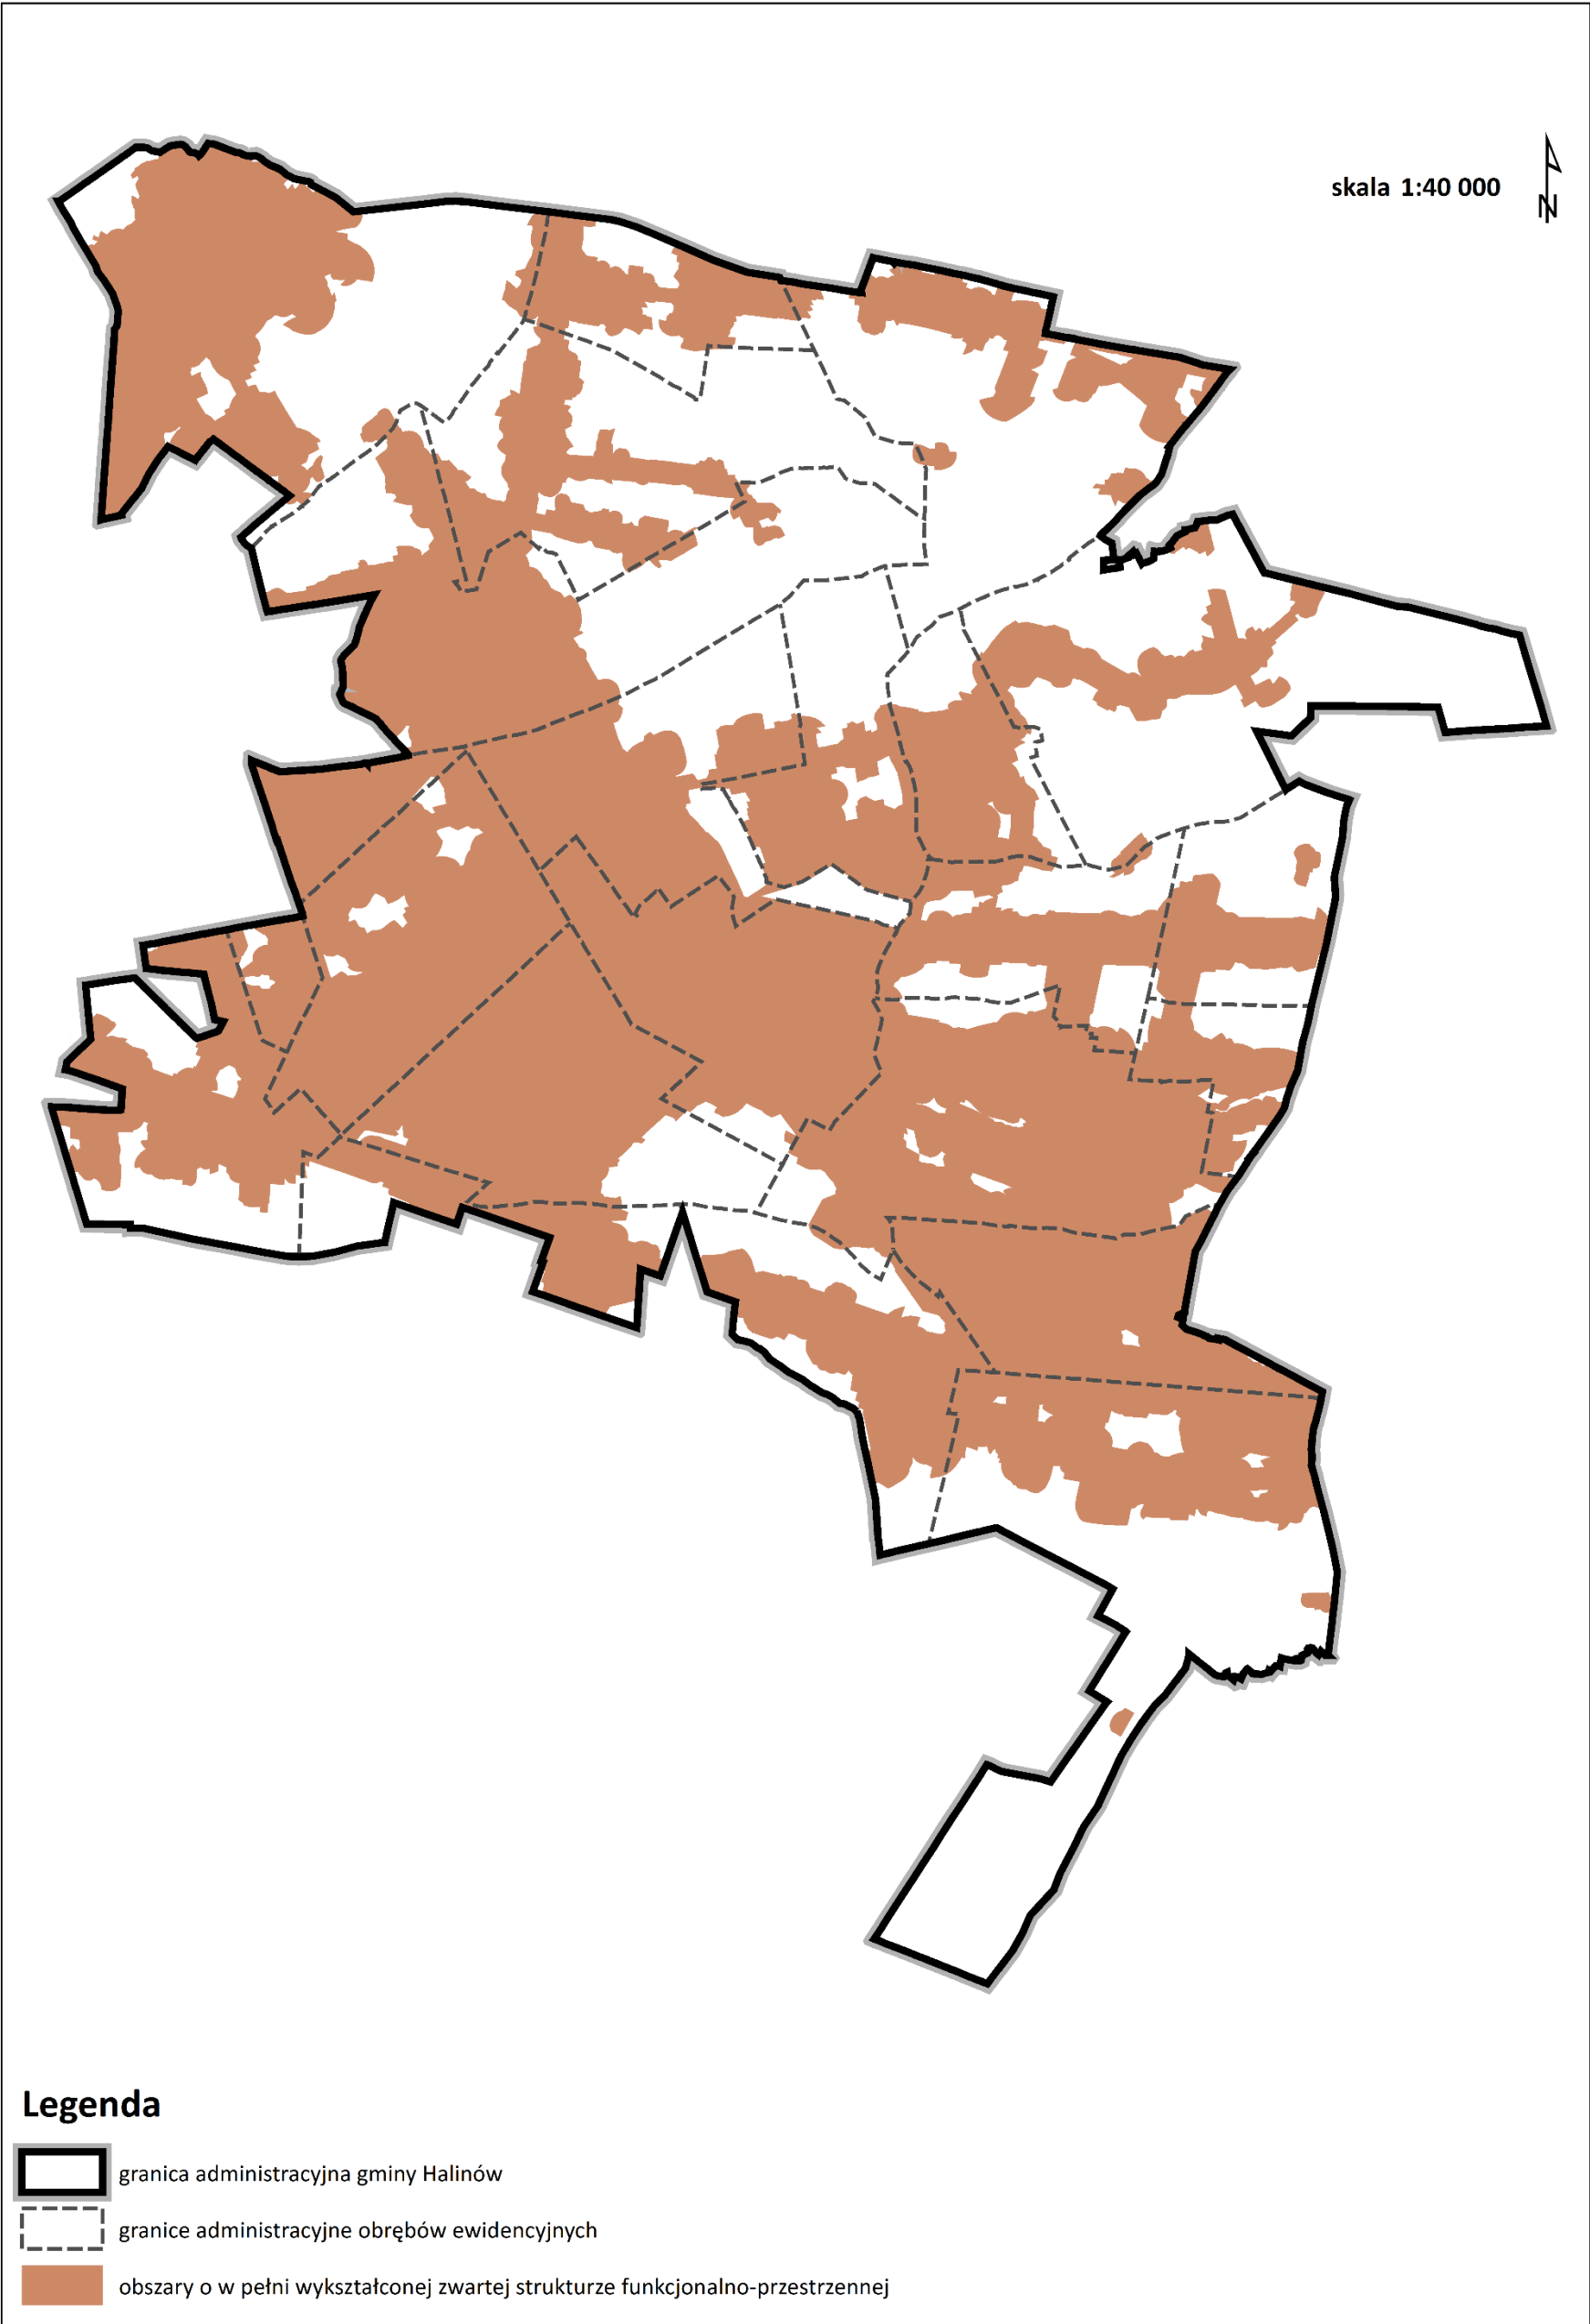 skala 1:40 000
N
Legenda
granica administracyjna gminy Halinów
granice administracyjne obrębów ewidencyjnych
obszary o w pełni wykształconej zwartej strukturze funkcjonalno-przestrzennej